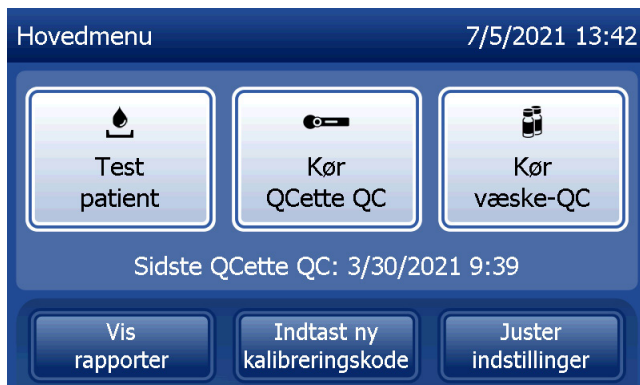 Hovedmenu 7/5/2021 13:42
Test Kør Kør
patient QCette QC væske-QC
Sidste QCette QC: 3/30/2021 9:39
Vis Indtast ny Juster
rapporter kalibreringskode indstillinger